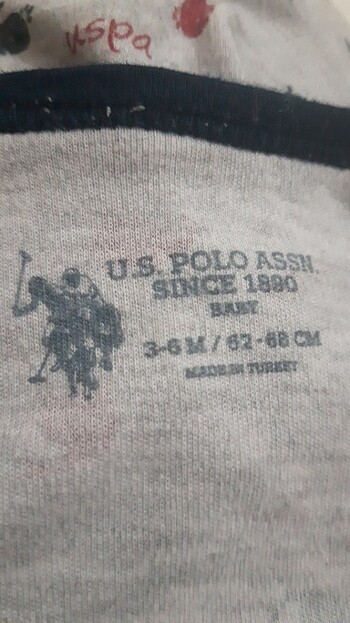 uspa
U.S. POLO ASSN.
SINCE 1890
BABY
3-6 M / 62-68 CM
MADE IN TURKEY